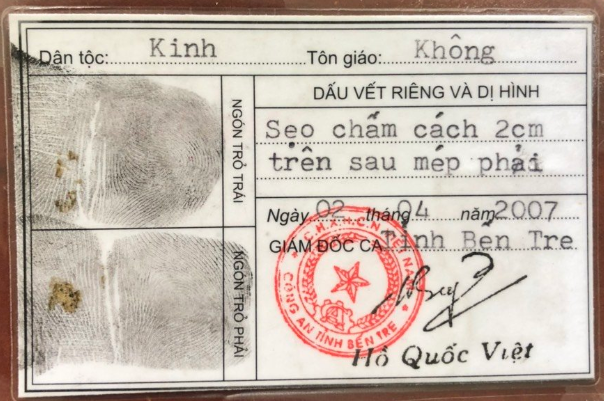 Dân tộc: Kinh Tôn giáo: Không
NGÓN TRỎ TRÁI
DẤU VẾT RIÊNG VÀ DỊ HÌNH
Sẹo chấm cách 2cm
trên sau mép phải
Ngày 02 tháng 04 năm 2007
GIÁM ĐỐC CA Tỉnh Bến Tre
NGÓN TRỎ PHẢI
CÔNG AN TỈNH BẾN TRE
Hồ Quốc Việt